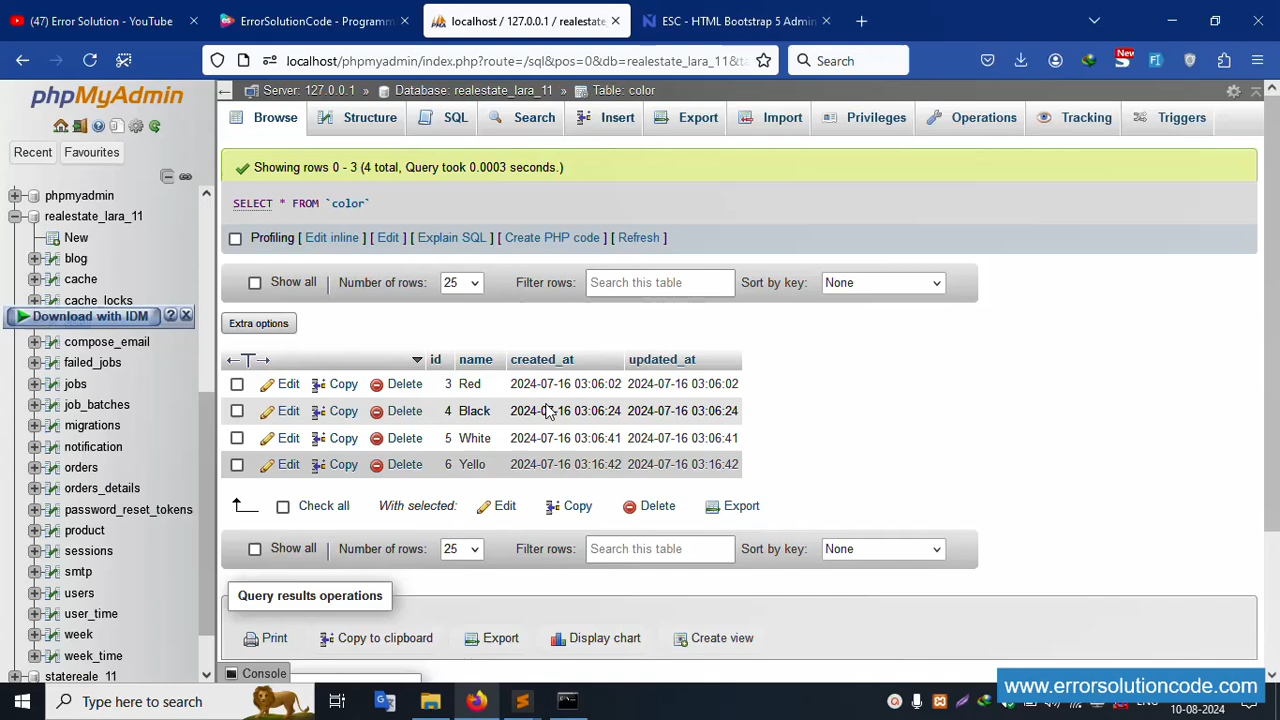 (47) Error Solution - YouTube
ErrorSolutionCode - Programm
localhost / 127.0.0.1 / realestate
ESC - HTML Bootstrap 5 Admin
localhost/phpmyadmin/index.php?route=/sql&pos=0&db=realestate_lara_11&ta
Search
New
phpMyAdmin
Server: 127.0.0.1 » Database: realestate_lara_11 » Table: color
Browse Structure SQL Search Insert Export Import Privileges Operations Tracking Triggers
Recent Favourites
phpmyadmin
realestate_lara_11
New
blog
cache
cache_locks
Download with IDM
compose_email
failed_jobs
jobs
job_batches
migrations
notification
orders
orders_details
password_reset_tokens
product
sessions
smtp
users
user_time
week
week_time
statereale_11
Showing rows 0 - 3 (4 total, Query took 0.0003 seconds.)
SELECT * FROM `color`
Profiling [ Edit inline ] [ Edit ] [ Explain SQL ] [ Create PHP code ] [ Refresh ]
Show all Number of rows: 25 Filter rows: Search this table Sort by key: None
Extra options
id name created_at updated_at
Edit Copy Delete 3 Red 2024-07-16 03:06:02 2024-07-16 03:06:02
Edit Copy Delete 4 Black 2024-07-16 03:06:24 2024-07-16 03:06:24
Edit Copy Delete 5 White 2024-07-16 03:06:41 2024-07-16 03:06:41
Edit Copy Delete 6 Yello 2024-07-16 03:16:42 2024-07-16 03:16:42
Check all With selected: Edit Copy Delete Export
Show all Number of rows: 25 Filter rows: Search this table Sort by key: None
Query results operations
Print Copy to clipboard Export Display chart Create view
Console
www.errorsolutioncode.com
Type here to search
10-08-2024